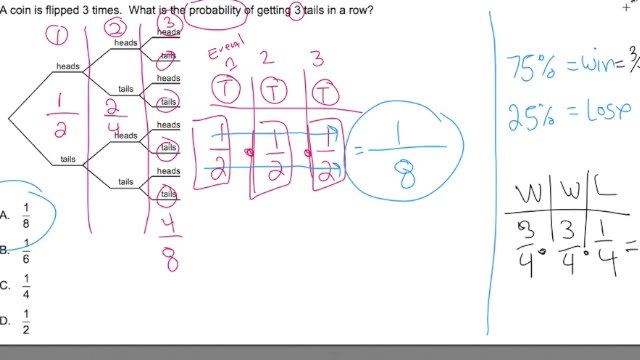 A coin is flipped 3 times. What is the probability of getting 3 tails in a row?
1 2 3
heads
tails
heads
tails
heads
tails
heads
tails
heads
tails
heads
tails
heads
tails
1/2 2/4 4/8
Event
1 2 3
T T T
1/2 • 1/2 • 1/2 = 1/8
A. 1/8
B. 1/6
C. 1/4
D. 1/2
75% = win = 3/
25% = Lose
W W L
3/4 • 3/4 • 1/4 =